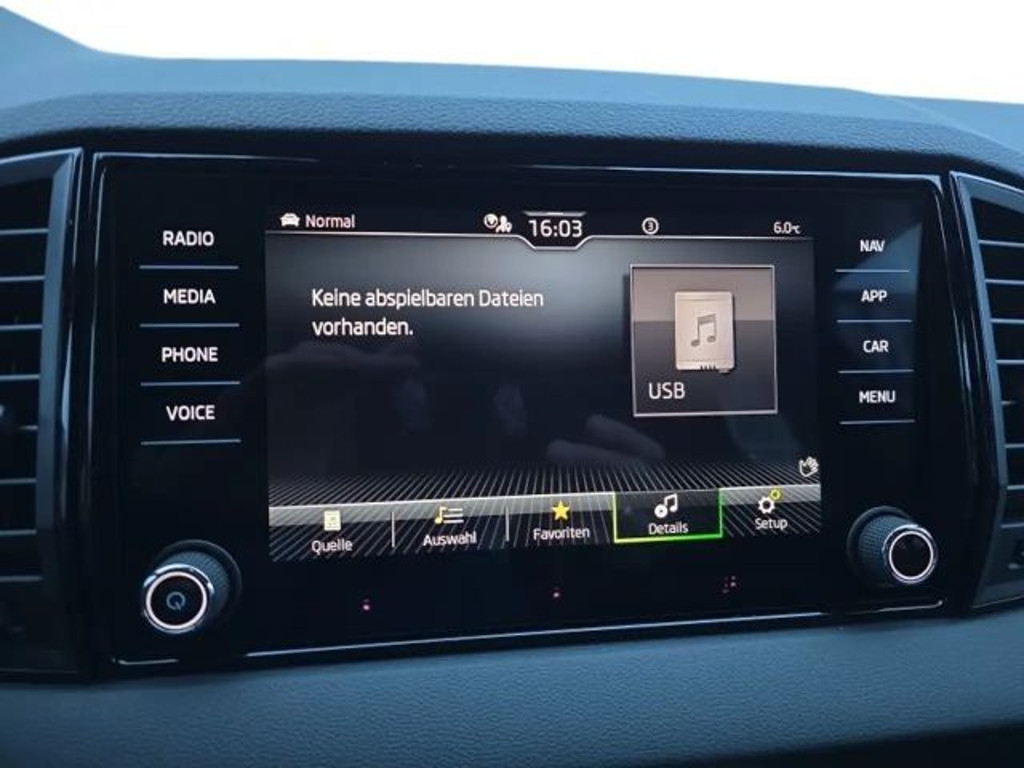 Normal
16:03
3
6.0°C
RADIO
MEDIA
PHONE
VOICE
Keine abspielbaren Dateien
vorhanden.
USB
NAV
APP
CAR
MENU
Quelle
Auswahl
Favoriten
Details
Setup